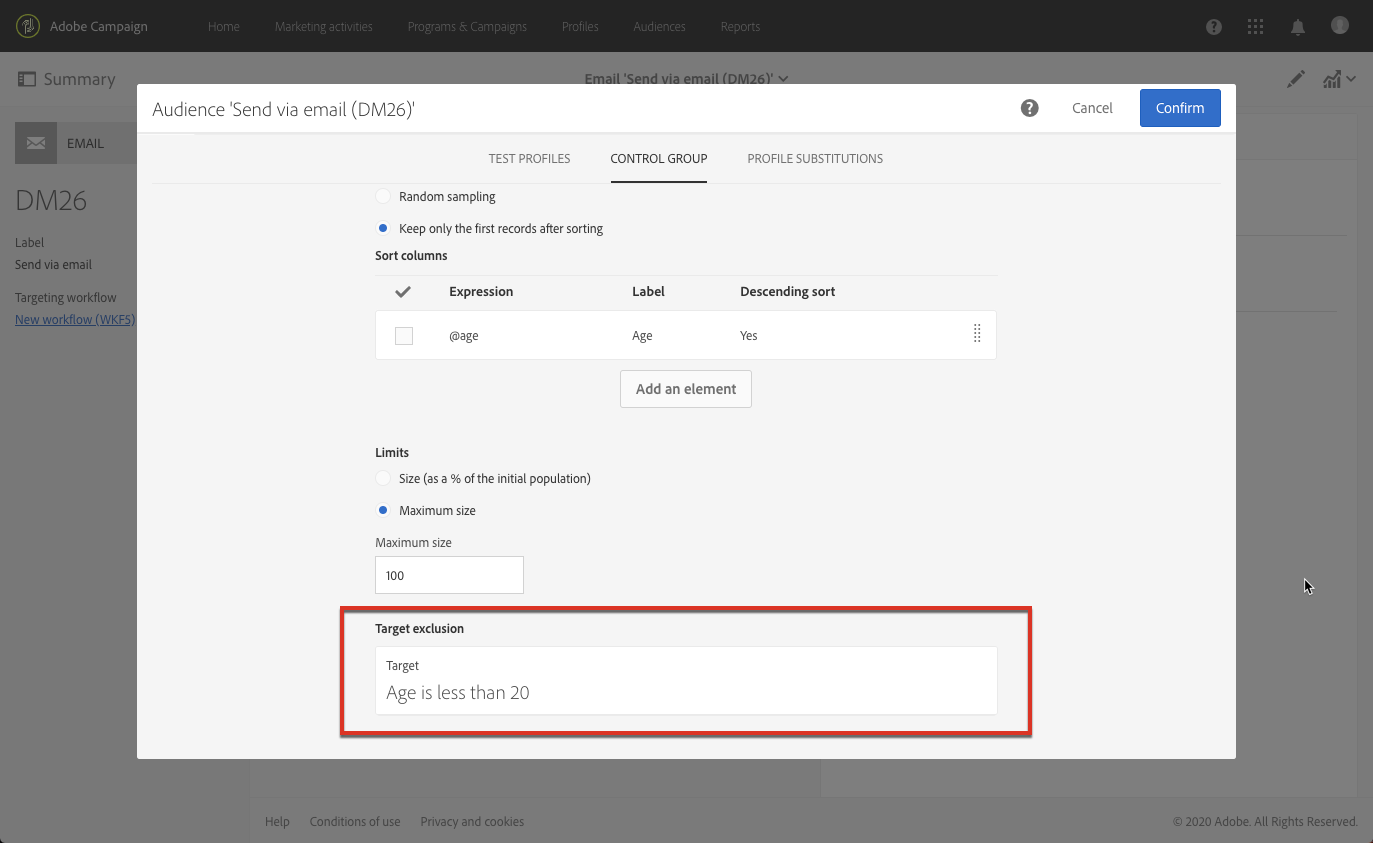 Adobe Campaign Home Marketing activities Programs & Campaigns Profiles Audiences Reports
Summary Email 'Send via email (DM26)'
Audience 'Send via email (DM26)' Cancel Confirm
EMAIL
TEST PROFILES CONTROL GROUP PROFILE SUBSTITUTIONS
DM26
Label
Send via email
Targeting workflow
New workflow (WKF5)
Random sampling
Keep only the first records after sorting
Sort columns
Expression Label Descending sort
@age Age Yes
Add an element
Limits
Size (as a % of the initial population)
Maximum size
Maximum size
100
Target exclusion
Target
Age is less than 20
Help Conditions of use Privacy and cookies © 2020 Adobe. All Rights Reserved.